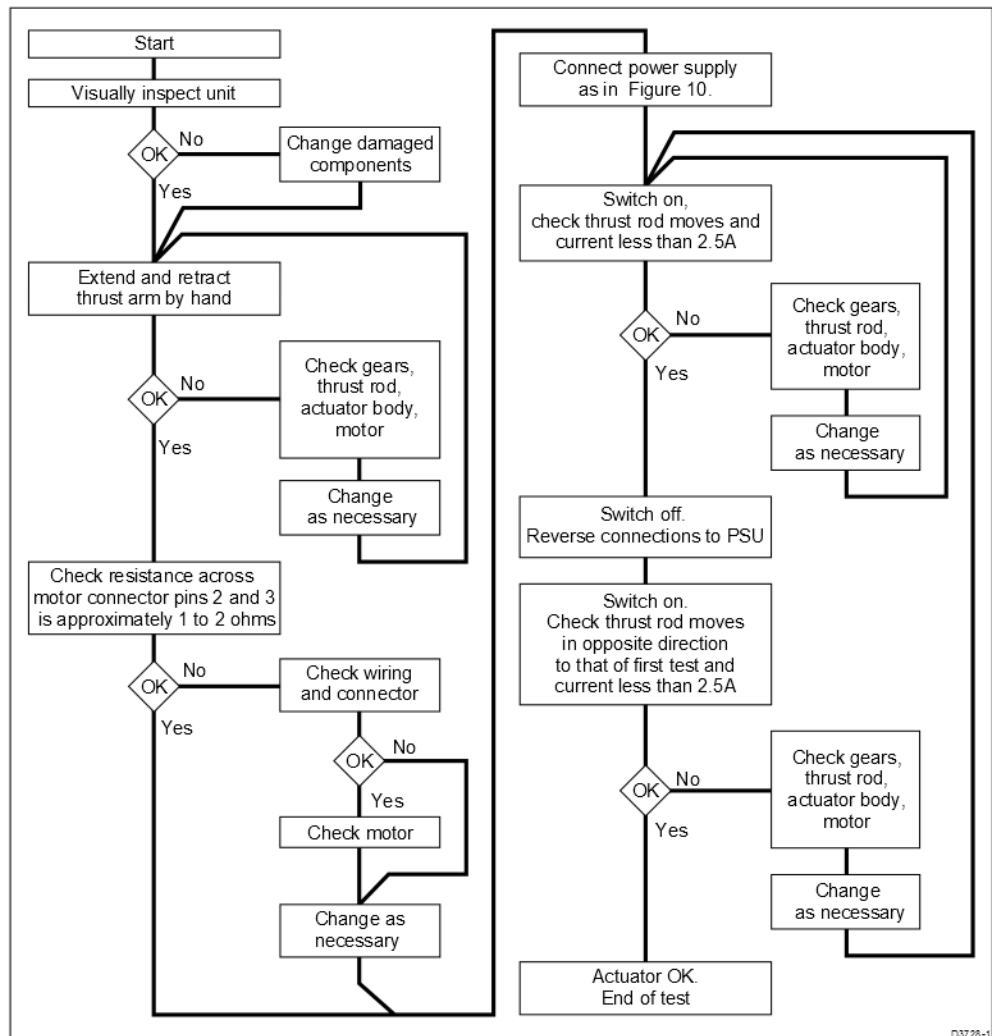 Start
Visually inspect unit
OK
No
Yes
Change damaged
components
Extend and retract
thrust arm by hand
OK
No
Yes
Check gears,
thrust rod,
actuator body,
motor
Change
as necessary
Check resistance across
motor connector pins 2 and 3
is approximately 1 to 2 ohms
OK
No
Yes
Check wiring
and connector
OK
No
Yes
Check motor
Change as
necessary
Connect power supply
as in Figure 10.
Switch on,
check thrust rod moves and
current less than 2.5A
OK
No
Yes
Check gears,
thrust rod,
actuator body,
motor
Change
as necessary
Switch off.
Reverse connections to PSU
Switch on.
Check thrust rod moves
in opposite direction
to that of first test and
current less than 2.5A
OK
No
Yes
Check gears,
thrust rod,
actuator body,
motor
Change
as necessary
Actuator OK.
End of test
D3728-1